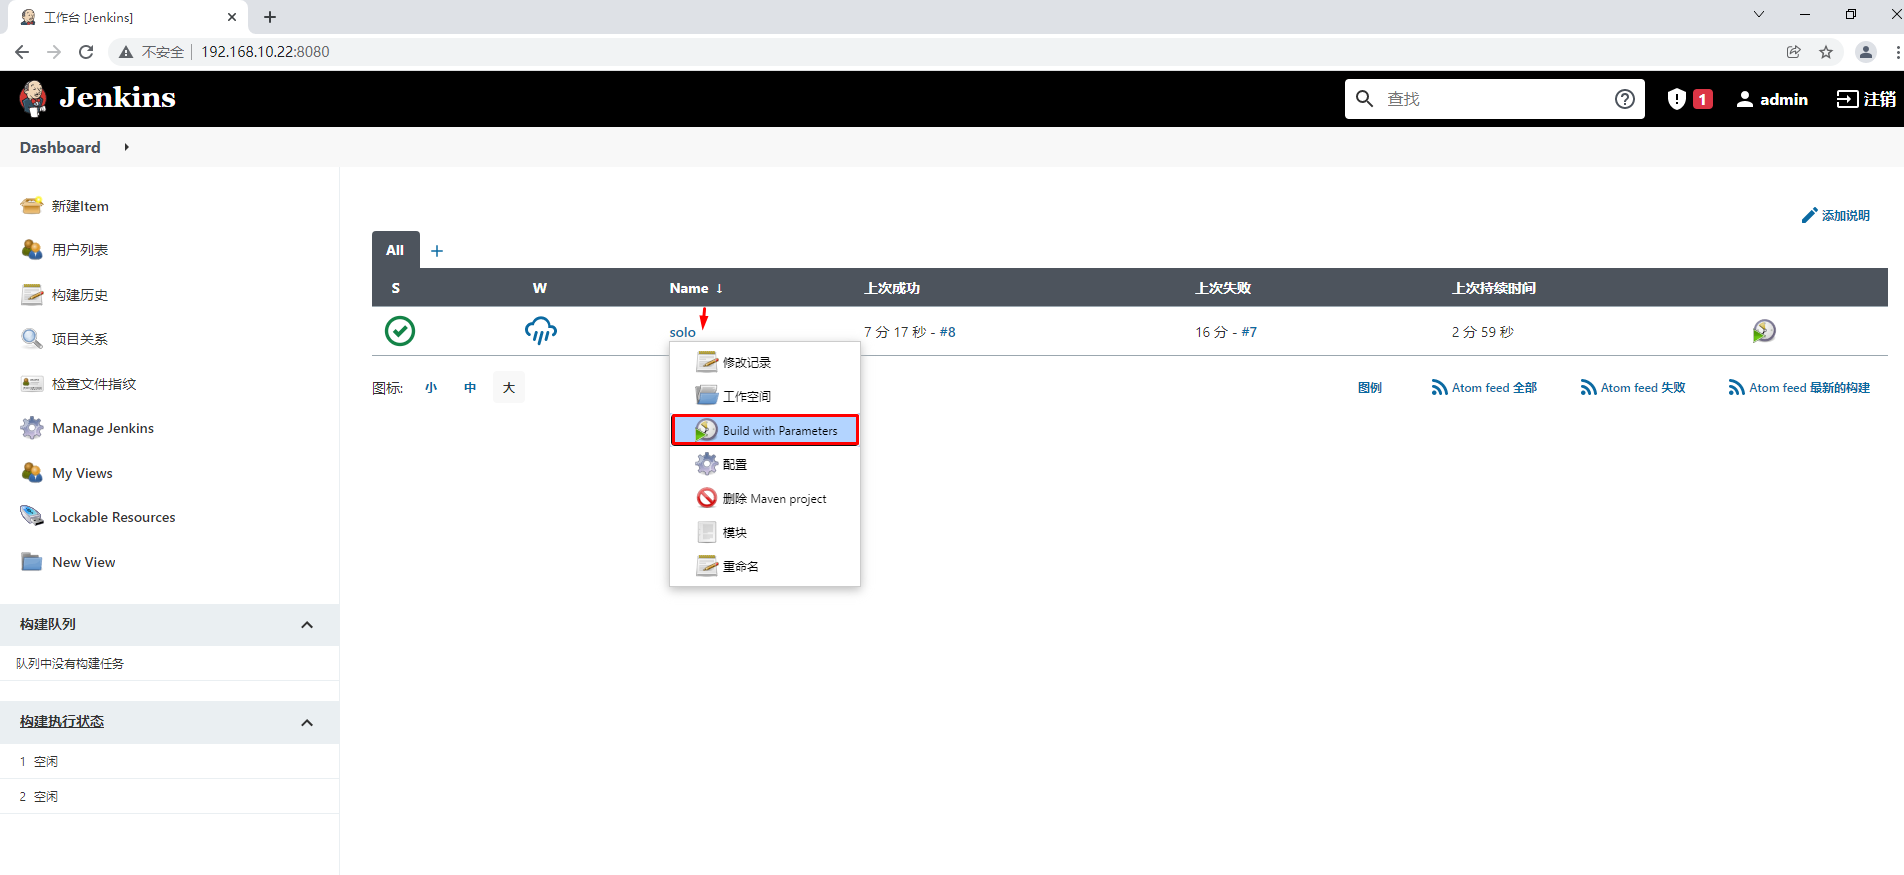 工作台 [Jenkins]
不安全 192.168.10.22:8080
Jenkins
查找
1
admin
注销
Dashboard
新建Item
用户列表
构建历史
项目关系
检查文件指纹
Manage Jenkins
My Views
Lockable Resources
New View
构建队列
队列中没有构建任务
构建执行状态
1 空闲
2 空闲
添加说明
All +
S W Name ↓ 上次成功 上次失败 上次持续时间
solo 7 分 17 秒 - #8 16 分 - #7 2 分 59 秒
修改记录
工作空间
Build with Parameters
配置
删除 Maven project
模块
重命名
图标: 小 中 大
图例 Atom feed 全部 Atom feed 失败 Atom feed 最新的构建